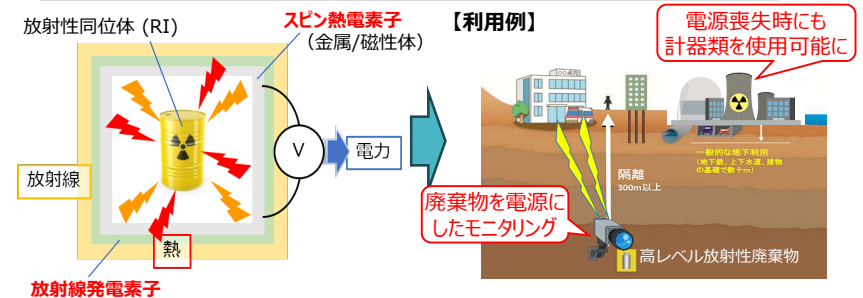 放射性同位体 (RI)
スピン熱電素子
（金属/磁性体）
放射線
熱
放射線発電素子
V
電力
【利用例】
電源喪失時にも
計器類を使用可能に
一般的な地下利用
（地下鉄、上下水道、建物
の基礎で数十m）
隔離
300m以上
廃棄物を電源に
したモニタリング
高レベル放射性廃棄物